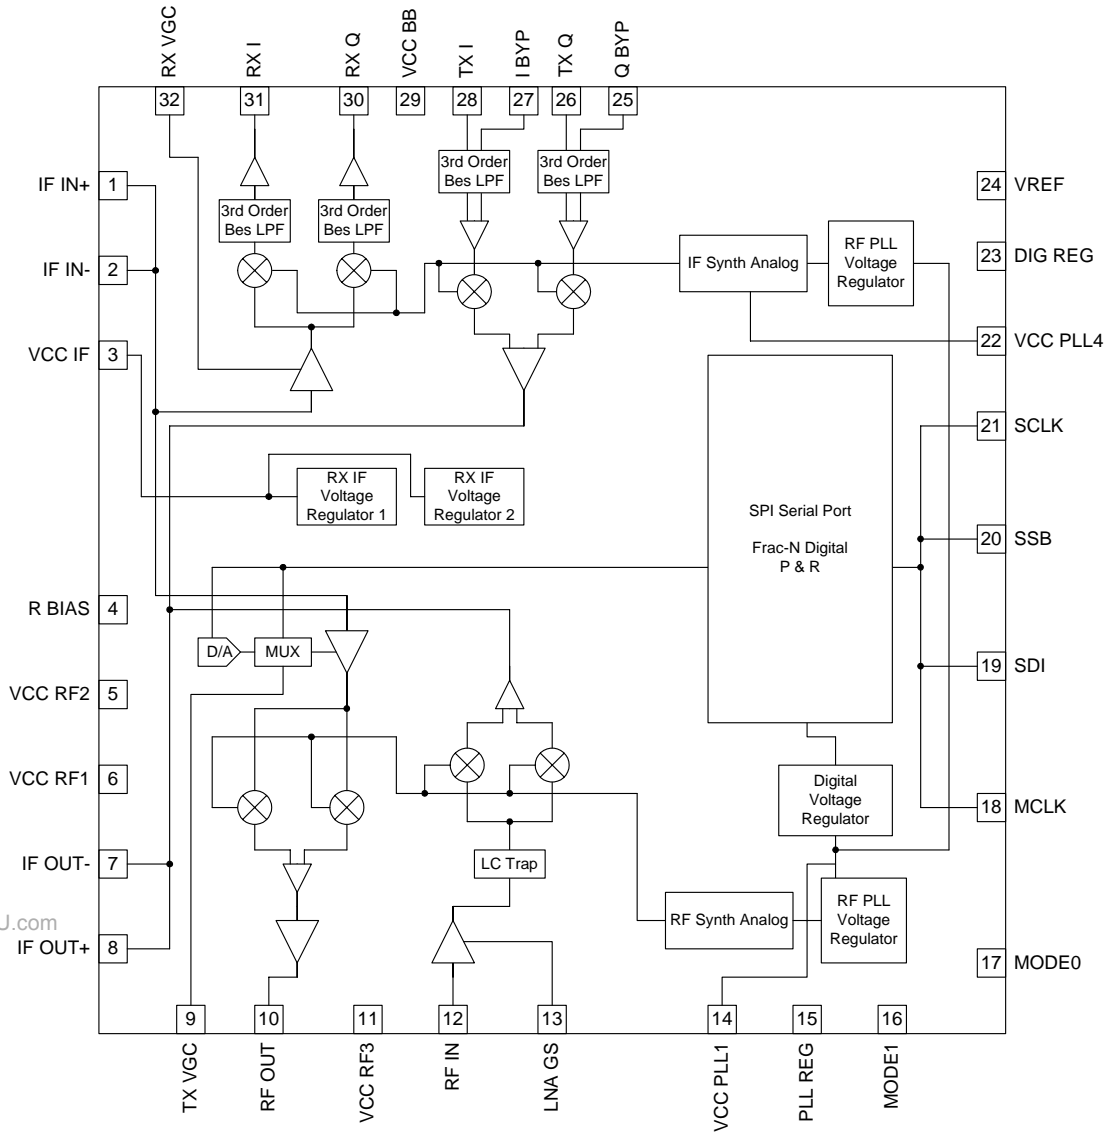 RX VGC
RX I
RX Q
VCC BB
TX I
I BYP
TX Q
Q BYP
32
31
30
29
28
27
26
25
3rd Order
Bes LPF
3rd Order
Bes LPF
IF IN+
1
24
VREF
3rd Order
Bes LPF
3rd Order
Bes LPF
IF IN-
2
IF Synth Analog
RF PLL
Voltage
Regulator
23
DIG REG
VCC IF
3
22
VCC PLL4
21
SCLK
RX IF
Voltage
Regulator 1
RX IF
Voltage
Regulator 2
SPI Serial Port
Frac-N Digital
P & R
20
SSB
R BIAS
4
D/A
MUX
19
SDI
VCC RF2
5
VCC RF1
6
Digital
Voltage
Regulator
18
MCLK
IF OUT-
7
LC Trap
J.com
IF OUT+
8
RF Synth Analog
RF PLL
Voltage
Regulator
17
MODE0
9
10
11
12
13
14
15
16
TX VGC
RF OUT
VCC RF3
RF IN
LNA GS
VCC PLL1
PLL REG
MODE1